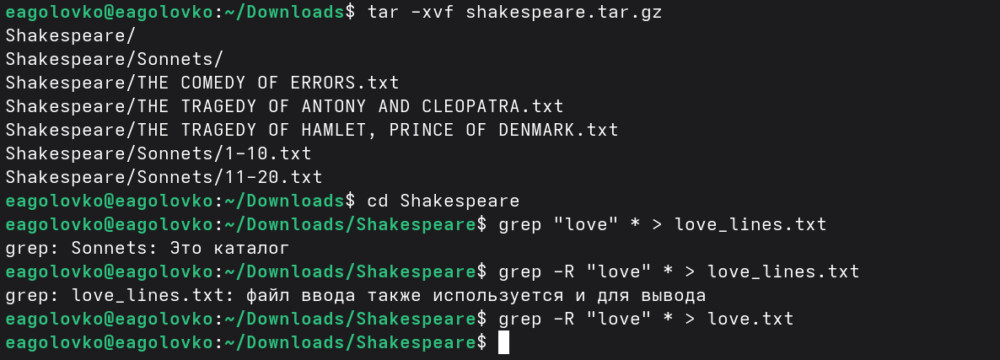 eagolovko@eagolovko:~/Downloads$ tar -xvf shakespeare.tar.gz
Shakespeare/
Shakespeare/Sonnets/
Shakespeare/THE COMEDY OF ERRORS.txt
Shakespeare/THE TRAGEDY OF ANTONY AND CLEOPATRA.txt
Shakespeare/THE TRAGEDY OF HAMLET, PRINCE OF DENMARK.txt
Shakespeare/Sonnets/1-10.txt
Shakespeare/Sonnets/11-20.txt
eagolovko@eagolovko:~/Downloads$ cd Shakespeare
eagolovko@eagolovko:~/Downloads/Shakespeare$ grep "love" * > love_lines.txt
grep: Sonnets: Это каталог
eagolovko@eagolovko:~/Downloads/Shakespeare$ grep -R "love" * > love_lines.txt
grep: love_lines.txt: файл ввода также используется и для вывода
eagolovko@eagolovko:~/Downloads/Shakespeare$ grep -R "love" * > love.txt
eagolovko@eagolovko:~/Downloads/Shakespeare$